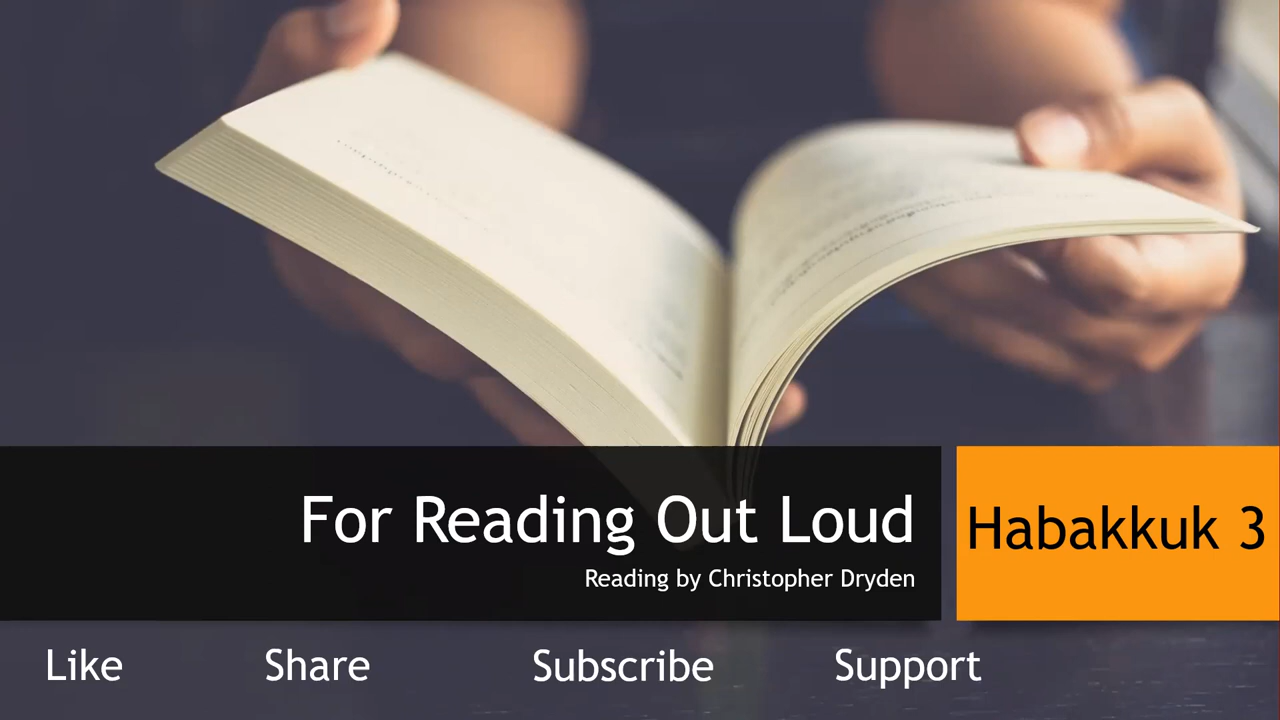 For Reading Out Loud
Reading by Christopher Dryden
Habakkuk 3
Like Share Subscribe Support